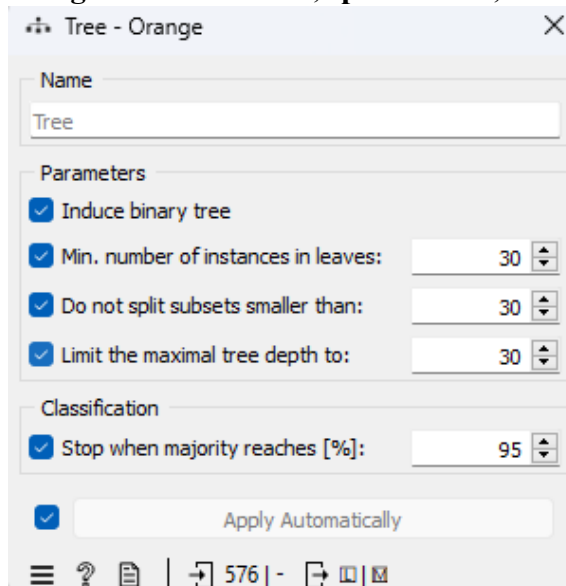 Tree - Orange
Name
Tree
Parameters
Induce binary tree
Min. number of instances in leaves: 30
Do not split subsets smaller than: 30
Limit the maximal tree depth to: 30
Classification
Stop when majority reaches [%]: 95
Apply Automatically
576 | - L | M